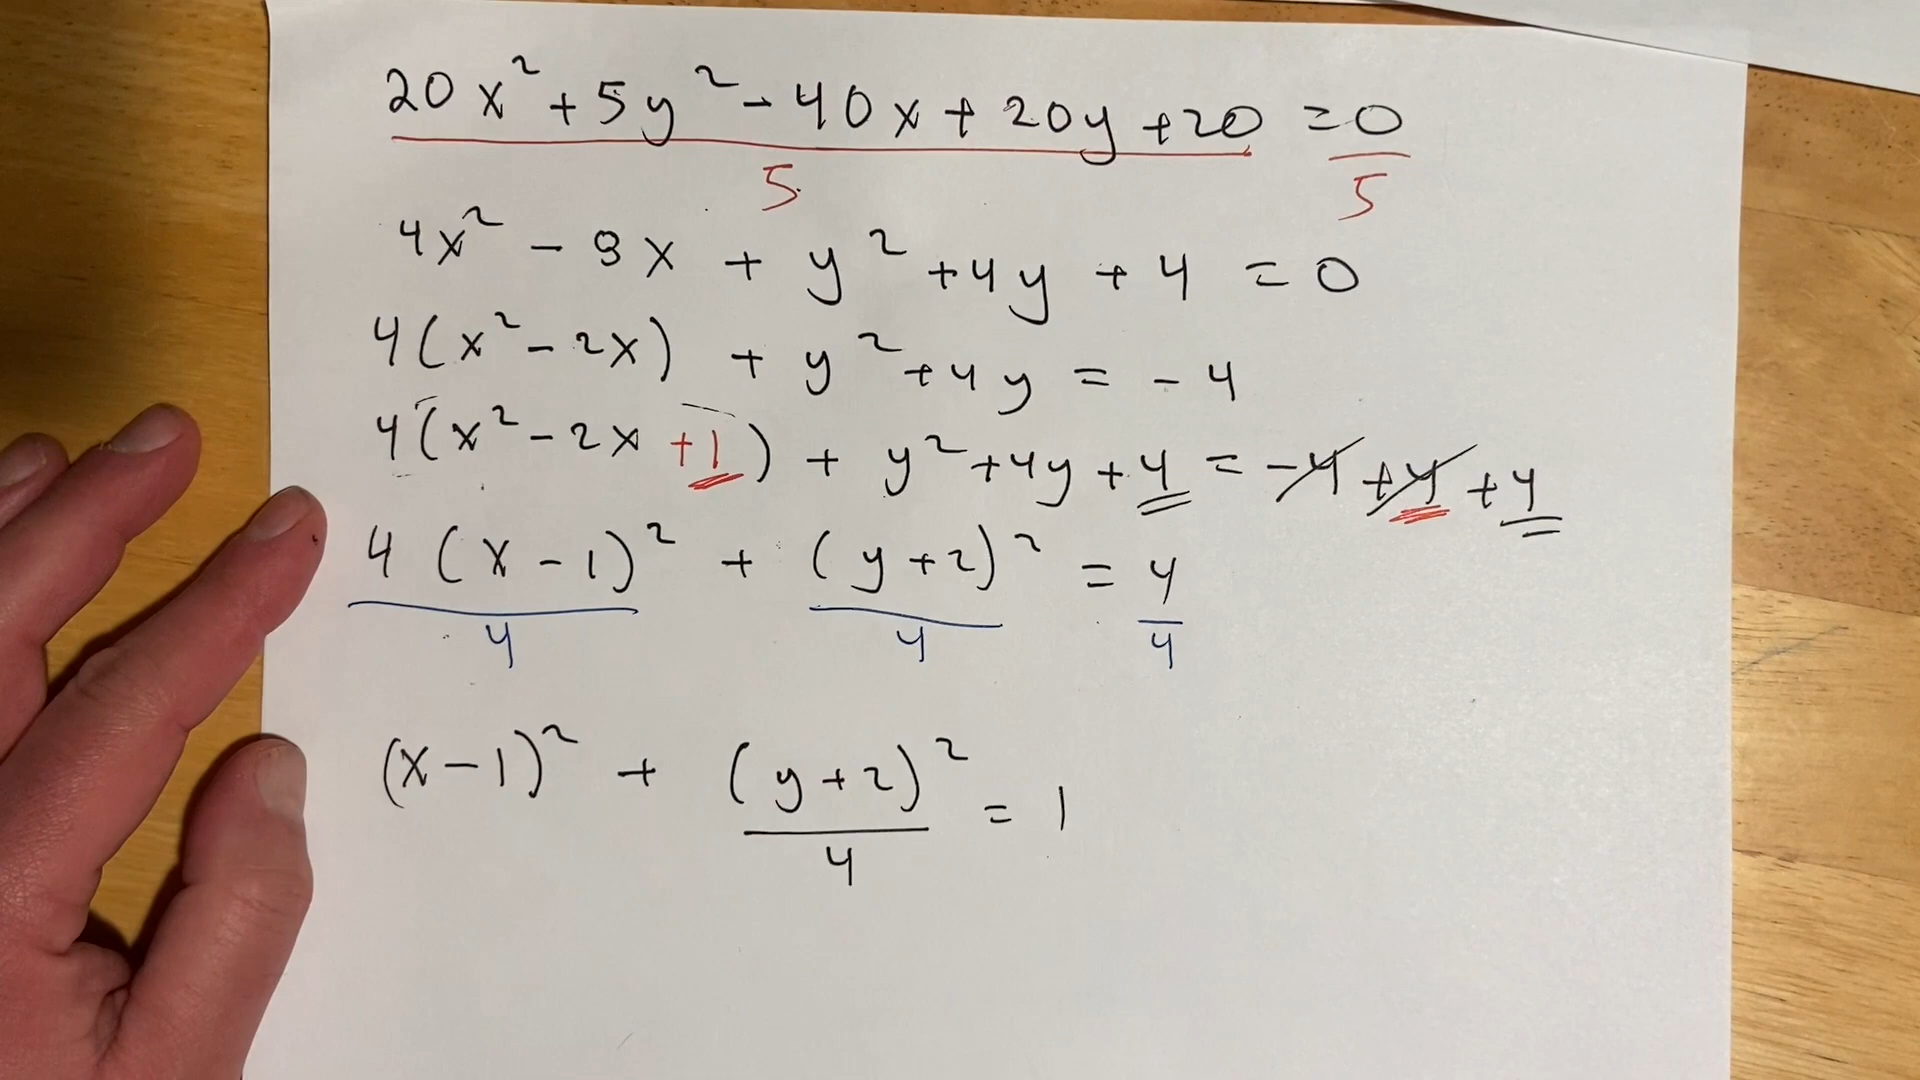 20x² + 5y² - 40x + 20y + 20 = 0
5 5
4x² - 8x + y² + 4y + 4 = 0
4(x² - 2x) + y² + 4y = -4
4(x² - 2x + 1) + y² + 4y + 4 = -4 + 4 + 4
4(x - 1)² + (y + 2)² = 4
4 4 4
(x - 1)² + (y + 2)² = 1
4